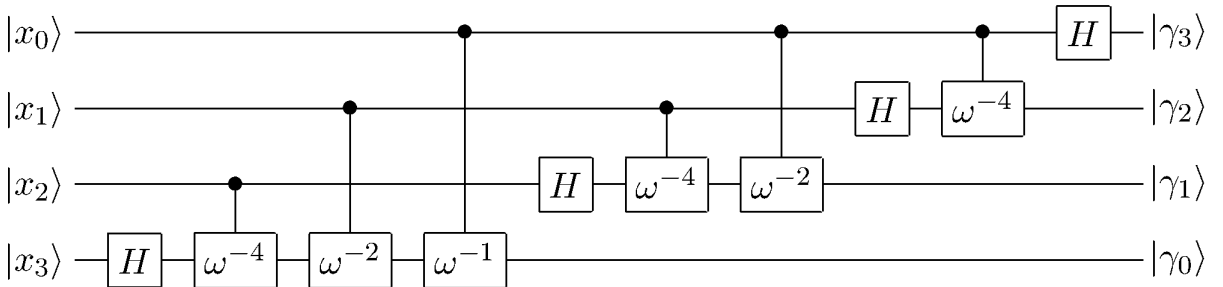 |x₀⟩ H |γ₃⟩
|x₁⟩ H ω⁻⁴ |γ₂⟩
|x₂⟩ H ω⁻⁴ ω⁻² |γ₁⟩
|x₃⟩ H ω⁻⁴ ω⁻² ω⁻¹ |γ₀⟩